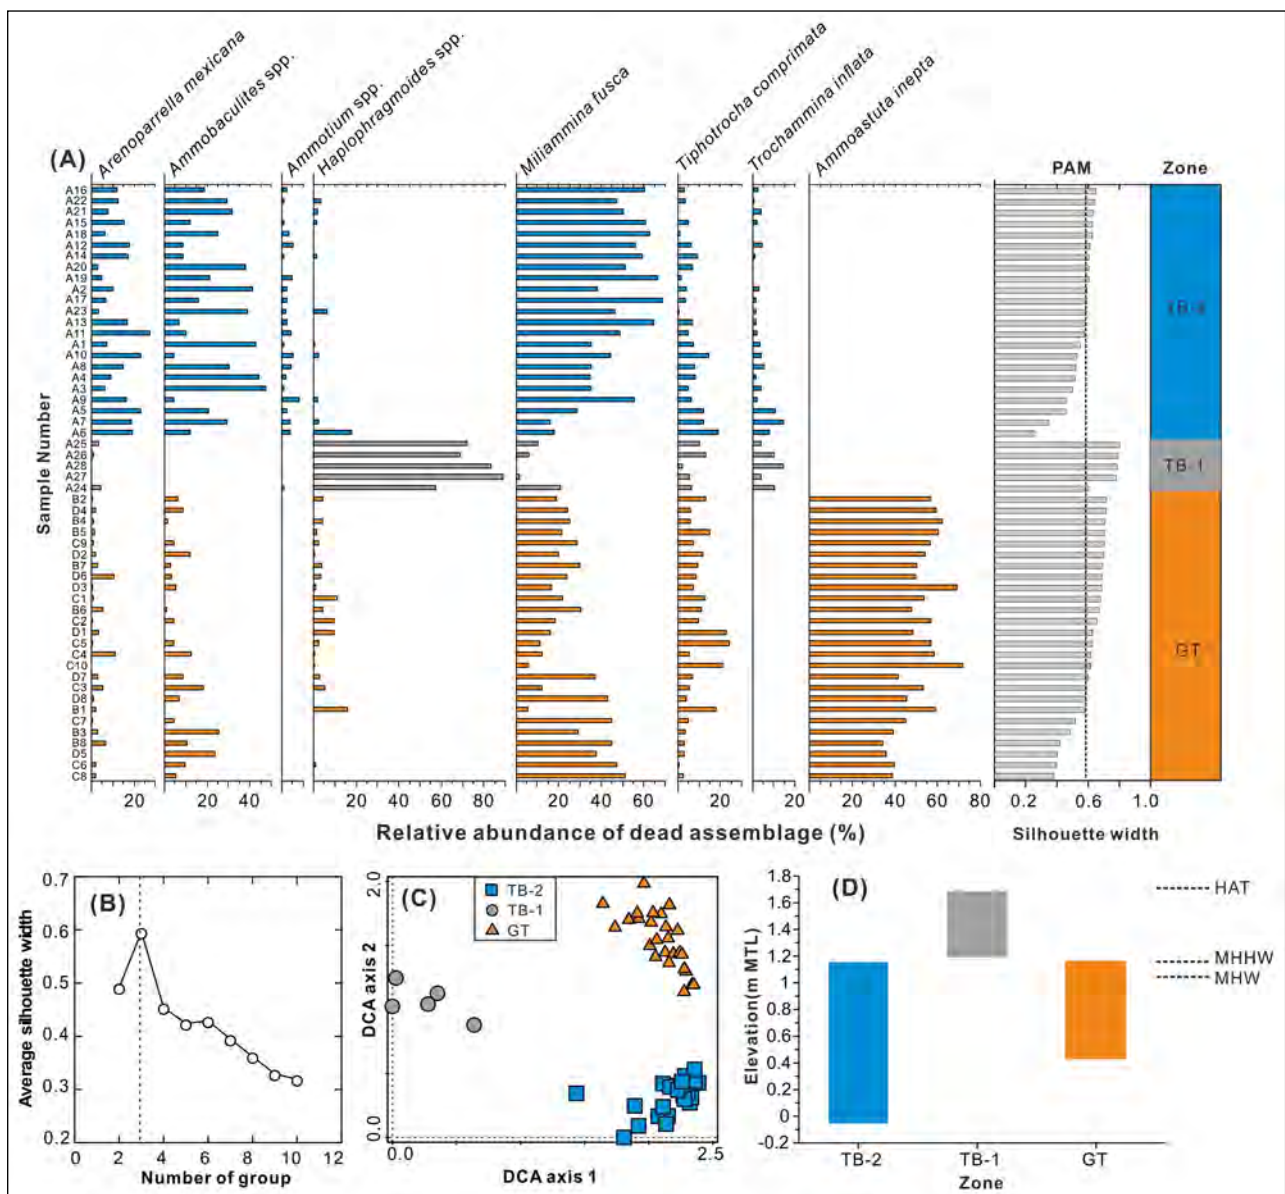 Arenoparrella mexicana
Ammobaculites spp.
Ammotium spp.
Haplophragmoides spp.
Miliammina fusca
Tiphotrocha comprimata
Trochammina inflata
Ammoastuta inepta
(A)
PAM
Zone
Sample Number
A16
A22
A21
A15
A18
A12
A14
A20
A19
A2
A17
A23
A13
A11
A1
A10
A8
A4
A3
A9
A5
A7
A6
A25
A26
A28
A27
A24
B2
D4
B4
B5
C9
D2
B7
D6
D3
C1
B6
C2
D1
C5
C4
C10
D7
C3
D8
B1
C7
B3
B8
D5
C6
C8
TB-2
TB-1
GT
20
20 40
20 40 60 80
20 40 60
20
20
20 40 60 80
0.2 0.6 1.0
Relative abundance of dead assemblage (%)
Silhouette width
(B)
Average silhouette width
0.7
0.6
0.5
0.4
0.3
0.2
0 2 4 6 8 10 12
Number of group
(C)
TB-2
TB-1
GT
DCA axis 2
2.0
0.0
0.0 2.5
DCA axis 1
(D)
Elevation(m MTL)
1.8
1.6
1.4
1.2
1
0.8
0.6
0.4
0.2
0
-0.2
HAT
MHHW
MHW
TB-2 TB-1 GT
Zone